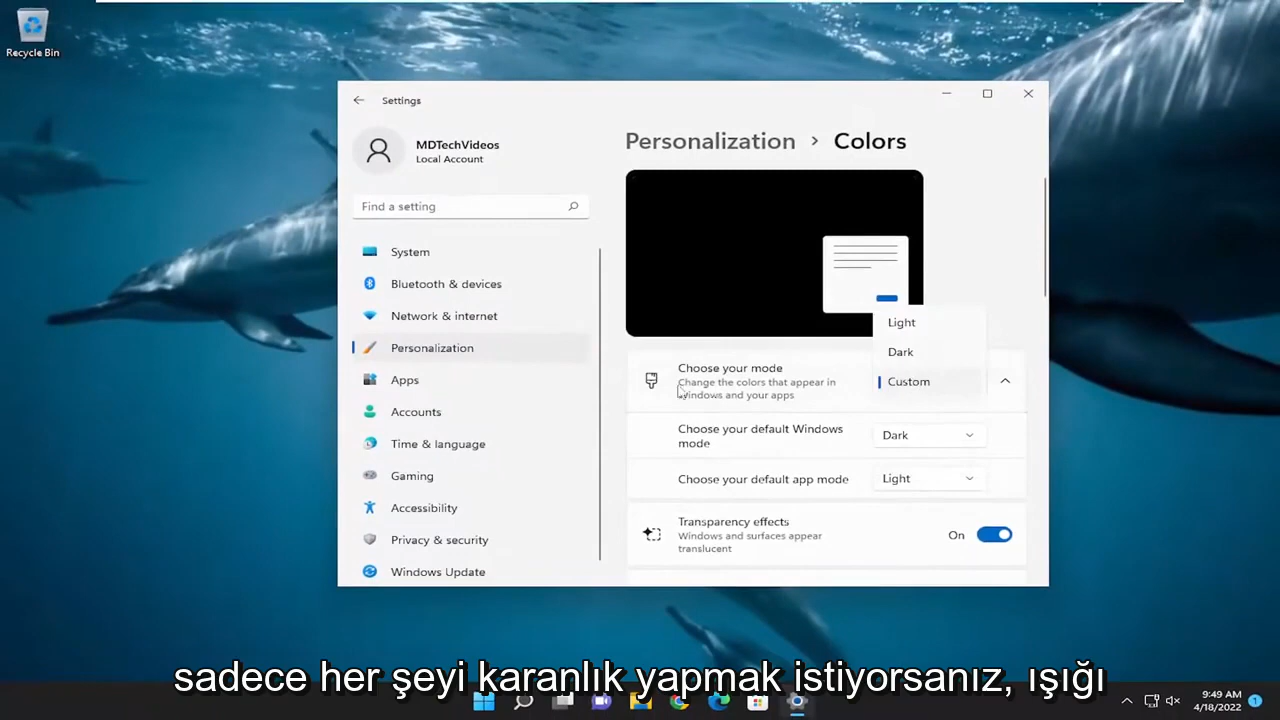 Recycle Bin
Settings
MDTechVideos
Local Account
Find a setting
System
Bluetooth & devices
Network & internet
Personalization
Apps
Accounts
Time & language
Gaming
Accessibility
Privacy & security
Windows Update
Personalization > Colors
Light
Dark
Custom
Choose your mode
Change the colors that appear in
Windows and your apps
Choose your default Windows
mode
Dark
Choose your default app mode
Light
Transparency effects
Windows and surfaces appear
translucent
On
sadece her şeyi karanlık yapmak istiyorsanız, ışığı
9:49 AM
4/18/2022
1